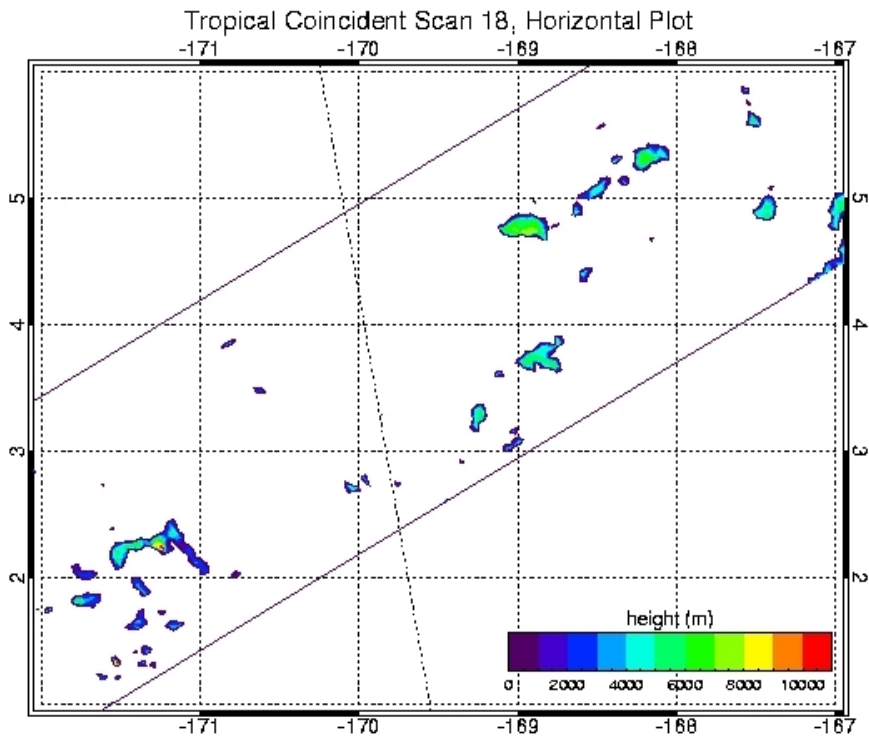 Tropical Coincident Scan 18, Horizontal Plot
-171 -170 -169 -168 -167
5 5
4 4
3 3
2 2
height (m)
0 2000 4000 6000 8000 10000
-171 -170 -169 -168 -167